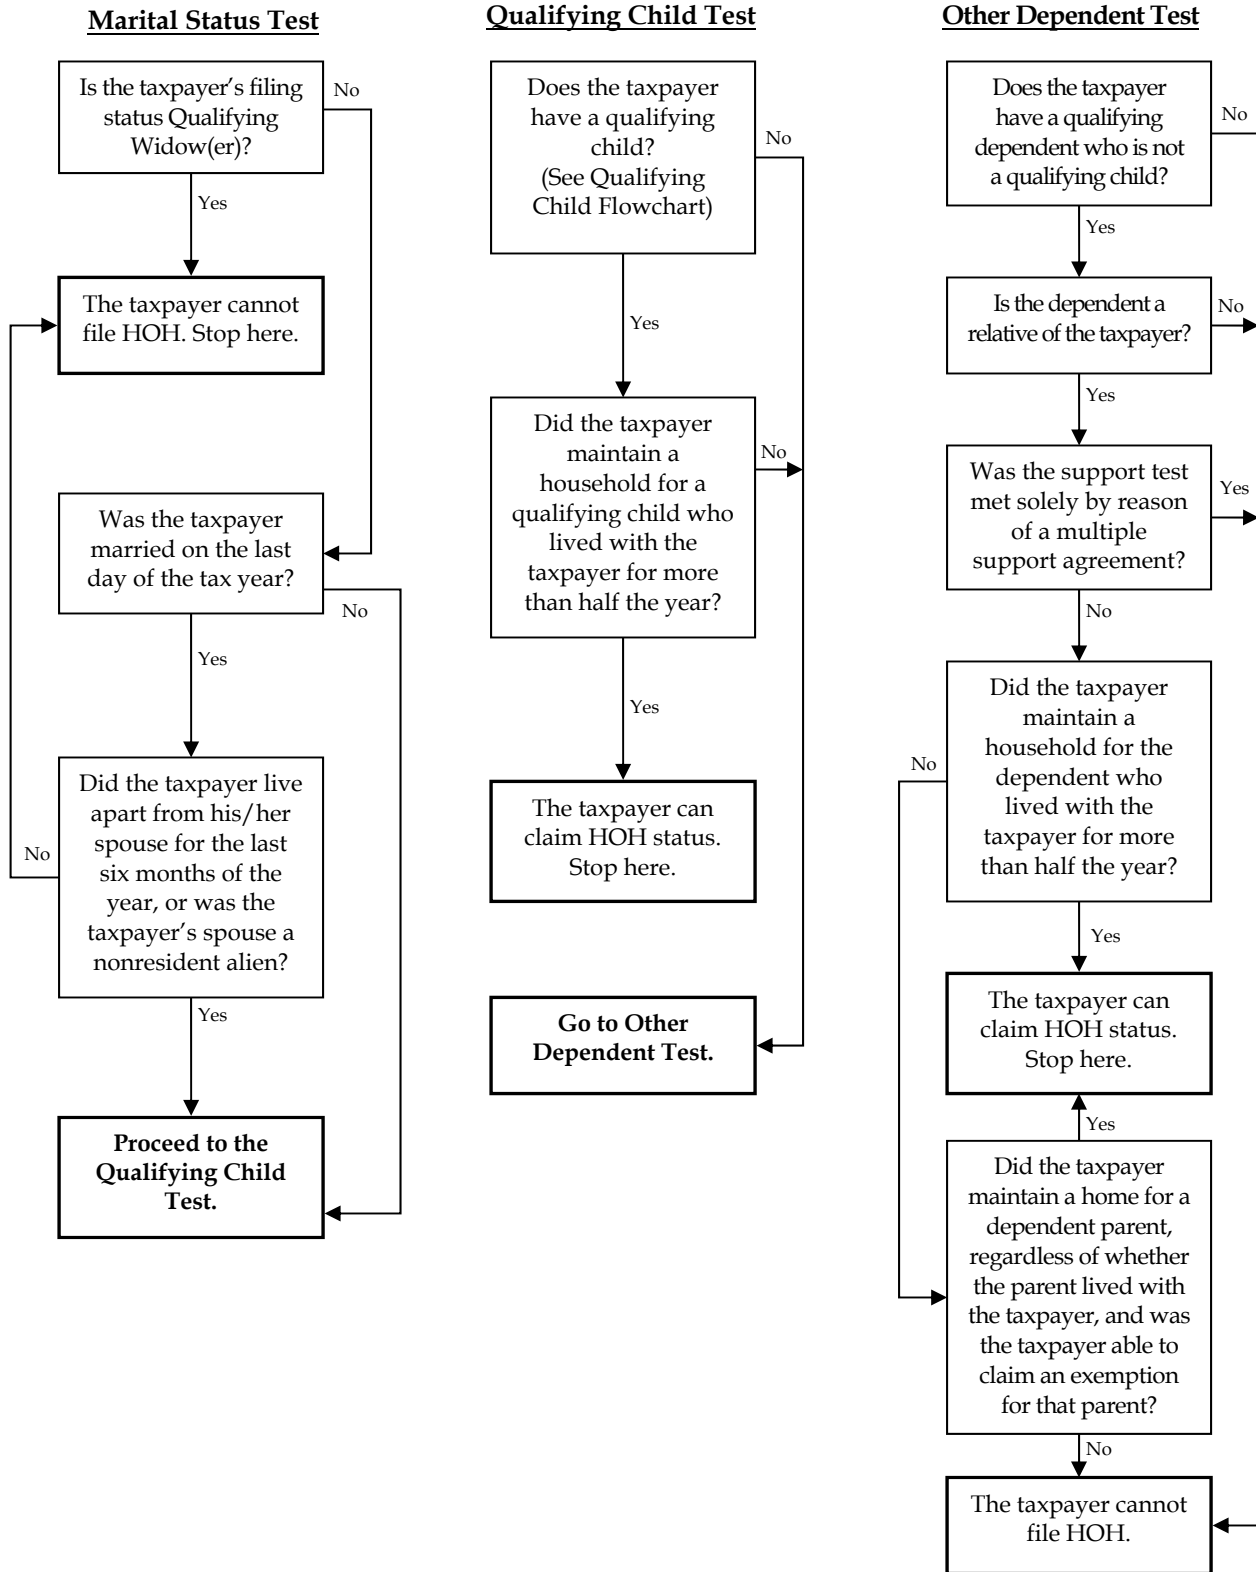 Marital Status Test
Is the taxpayer's filing
status Qualifying
Widow(er)?
No
Yes
The taxpayer cannot
file HOH. Stop here.
Was the taxpayer
married on the last
day of the tax year?
No
Yes
Did the taxpayer live
apart from his/her
spouse for the last
six months of the
year, or was the
taxpayer's spouse a
nonresident alien?
No
Yes
Proceed to the
Qualifying Child
Test.
Qualifying Child Test
Does the taxpayer
have a qualifying
child?
(See Qualifying
Child Flowchart)
No
Yes
Did the taxpayer
maintain a
household for a
qualifying child who
lived with the
taxpayer for more
than half the year?
No
Yes
The taxpayer can
claim HOH status.
Stop here.
Go to Other
Dependent Test.
Other Dependent Test
Does the taxpayer
have a qualifying
dependent who is not
a qualifying child?
No
Yes
Is the dependent a
relative of the taxpayer?
No
Yes
Was the support test
met solely by reason
of a multiple
support agreement?
Yes
No
Did the taxpayer
maintain a
household for the
dependent who
lived with the
taxpayer for more
than half the year?
No
Yes
The taxpayer can
claim HOH status.
Stop here.
Yes
Did the taxpayer
maintain a home for a
dependent parent,
regardless of whether
the parent lived with
the taxpayer, and was
the taxpayer able to
claim an exemption
for that parent?
No
The taxpayer cannot
file HOH.